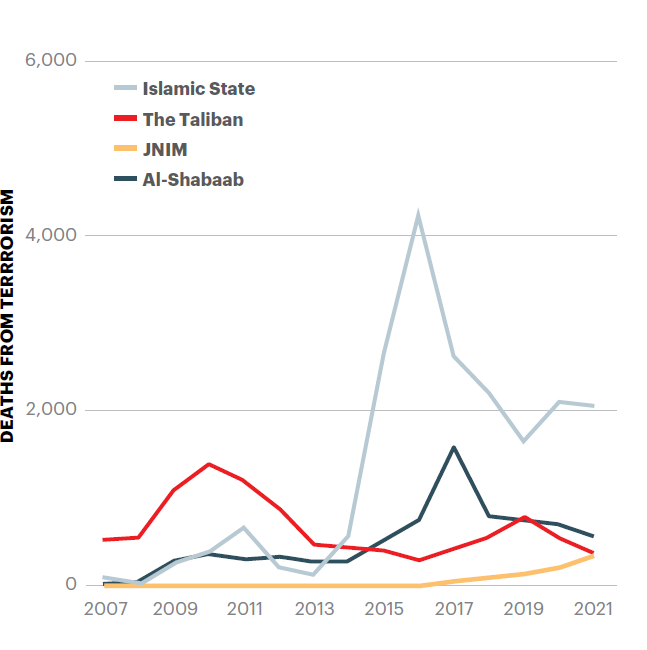 6,000
Islamic State
The Taliban
JNIM
Al-Shabaab
4,000
2,000
0
DEATHS FROM TERRRORISM
2007 2009 2011 2013 2015 2017 2019 2021